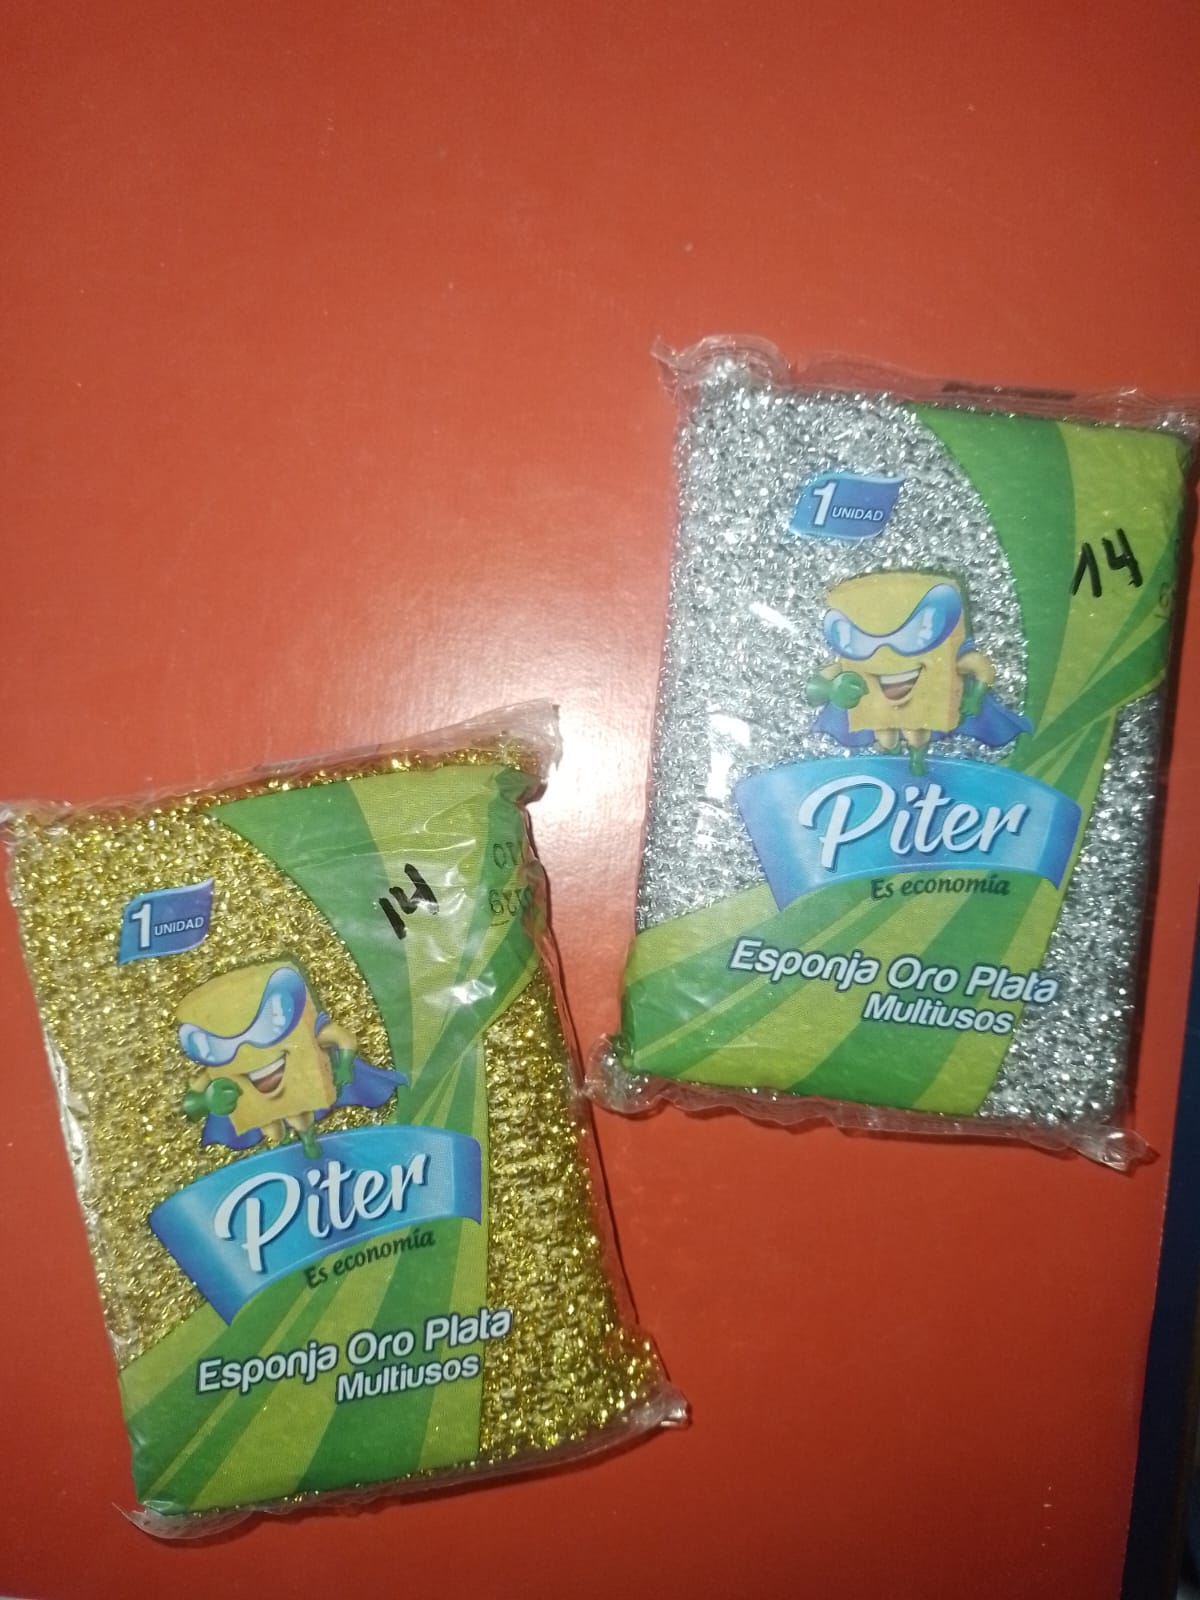 1 UNIDAD
14
Piter
Es economía
Esponja Oro Plata
Multiusos
1 UNIDAD
14
Piter
Es economía
Esponja Oro Plata
Multiusos